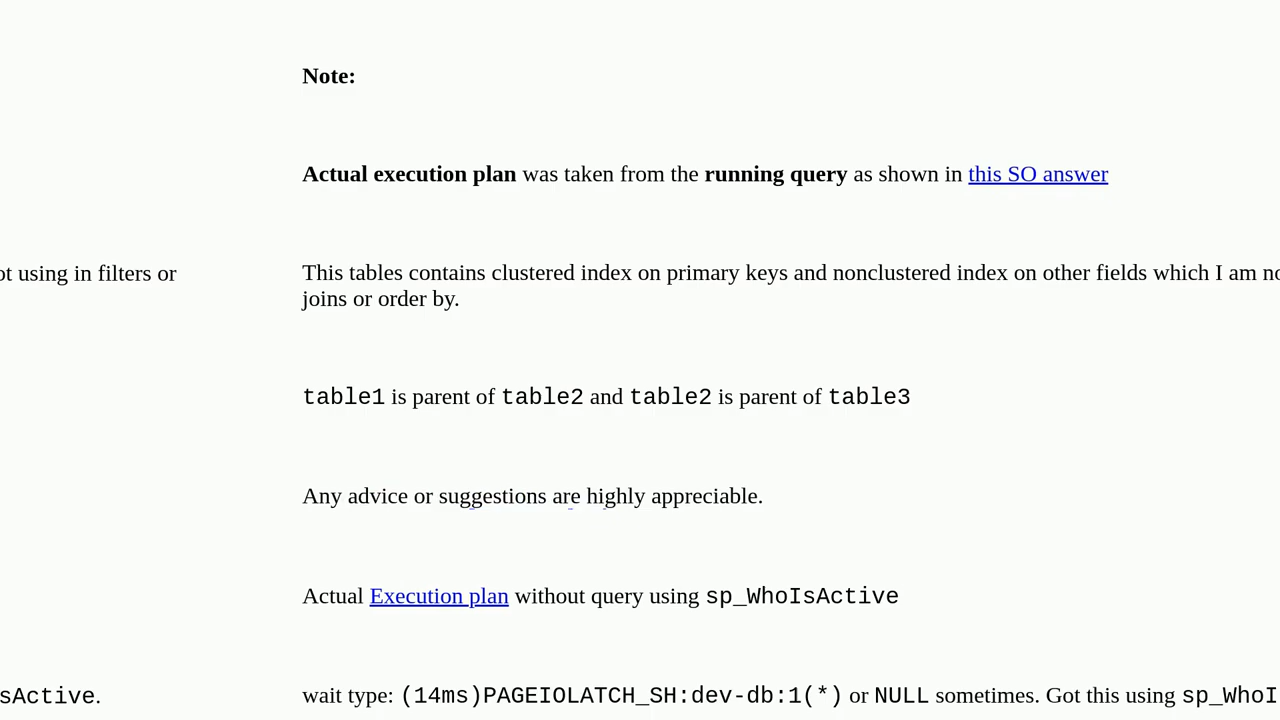 Note:
Actual execution plan was taken from the running query as shown in this SO answer
ot using in filters or
This tables contains clustered index on primary keys and nonclustered index on other fields which I am no
joins or order by.
table1 is parent of table2 and table2 is parent of table3
Any advice or suggestions are highly appreciable.
Actual Execution plan without query using sp_WhoIsActive
sActive.
wait type: (14ms)PAGEIOLATCH_SH:dev-db:1(*) or NULL sometimes. Got this using sp_WhoI